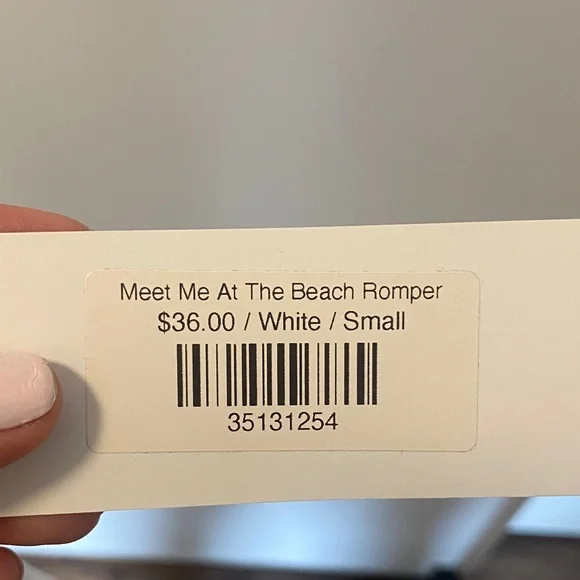 Meet Me At The Beach Romper
$36.00 / White / Small
35131254